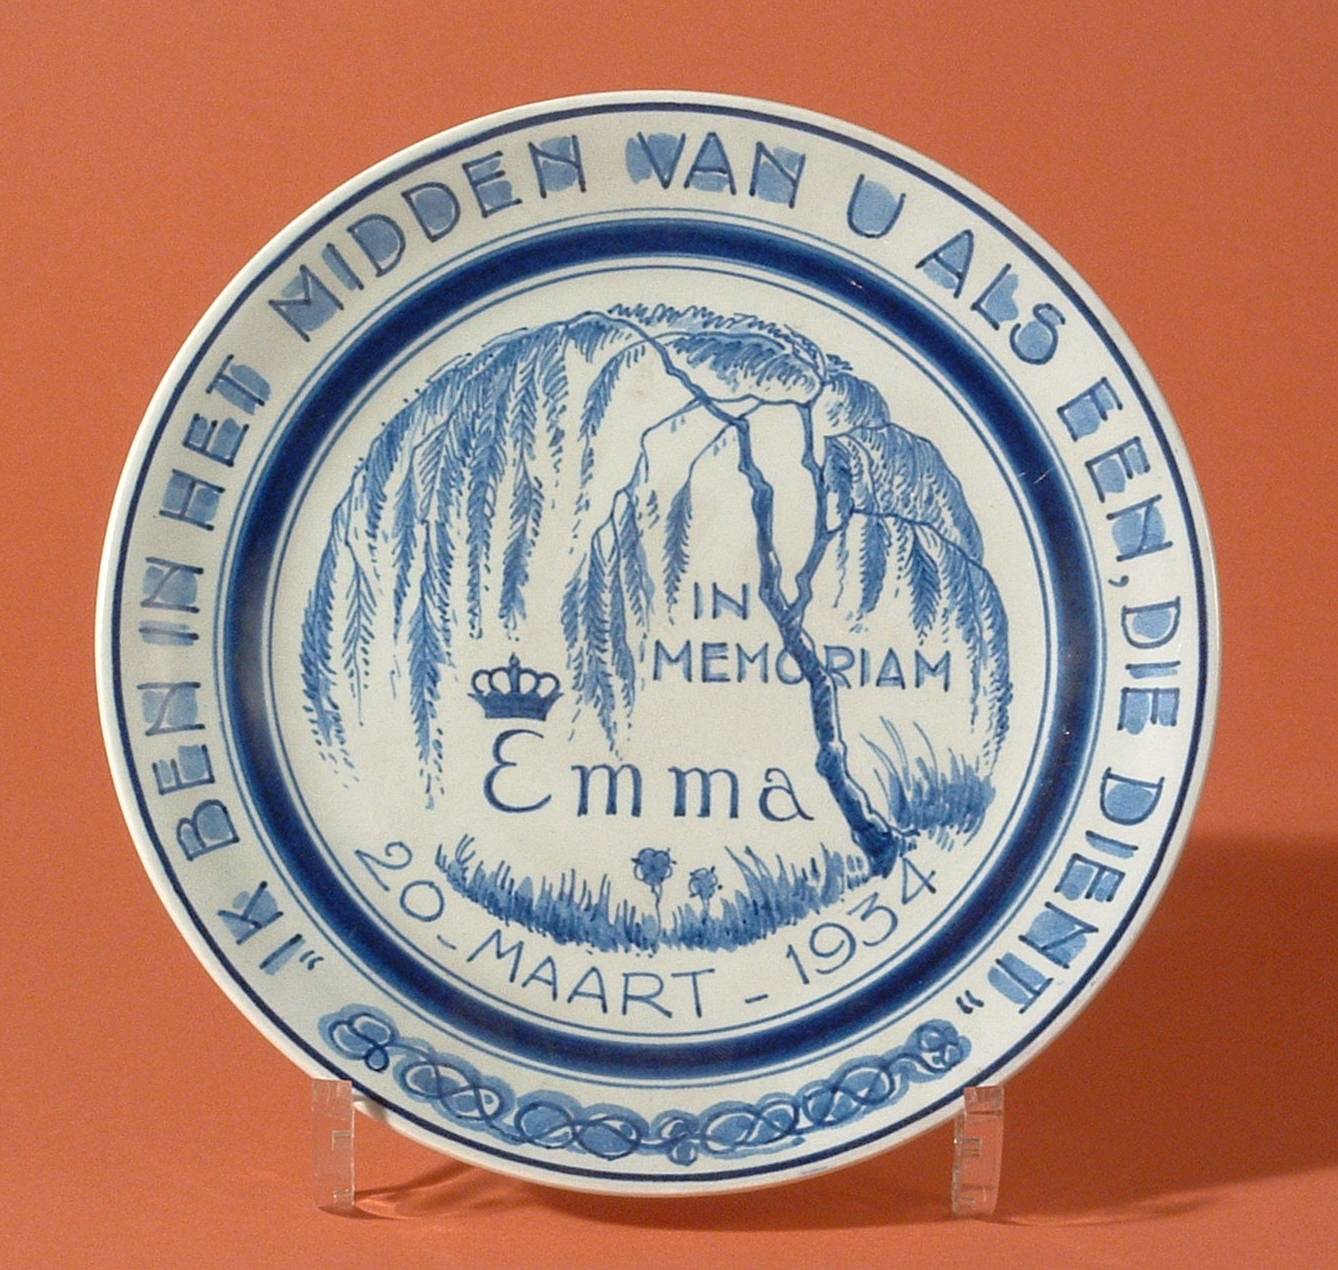 „IK BEN IN HET MIDDEN VAN U ALS EEN, DIE DIENT”
IN
MEMORIAM
Emma
20-MAART-1934